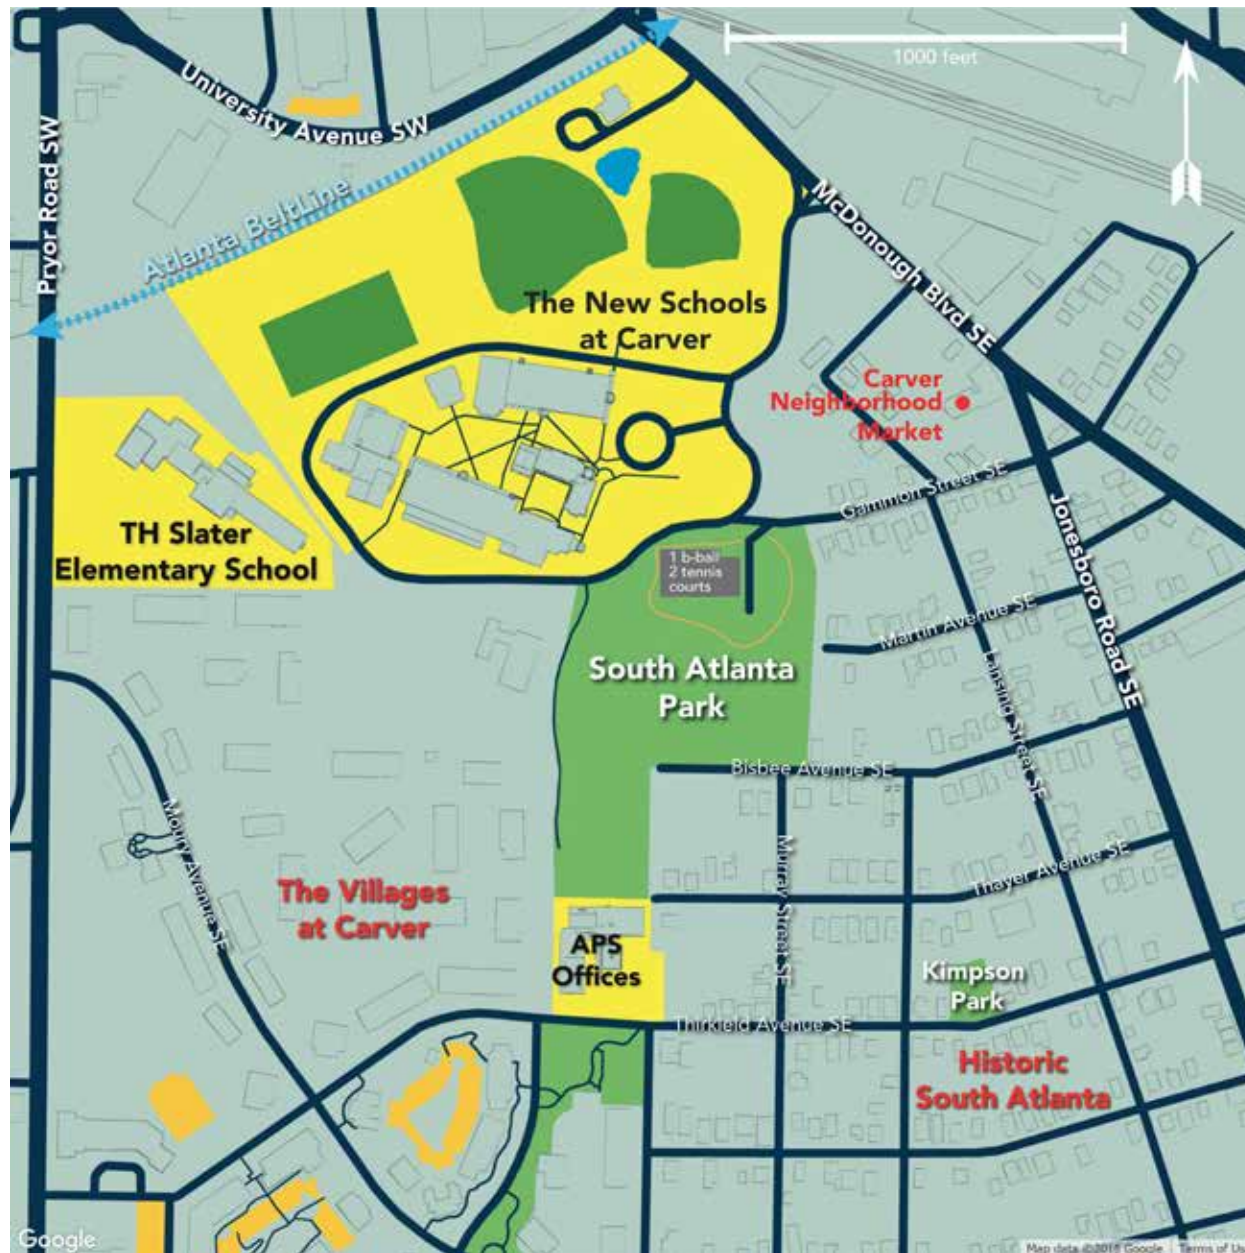 1000 feet
University Avenue SW
Pryor Road SW
Atlanta BeltLine
McDonough Blvd SE
The New Schools
at Carver
Carver
Neighborhood
Market
Gammon Street SE
Jonesboro Road SE
TH Slater
Elementary School
1 b-ball
2 tennis
courts
Martin Avenue SE
South Atlanta
Park
Lansing Street SE
Bisbee Avenue SE
Moury Avenue SE
Murray Street SE
Thayer Avenue SE
The Villages
at Carver
APS
Offices
Kimpson
Park
Thirkield Avenue SE
Historic
South Atlanta
Google
Map data ©2016 Google
Terms of Us